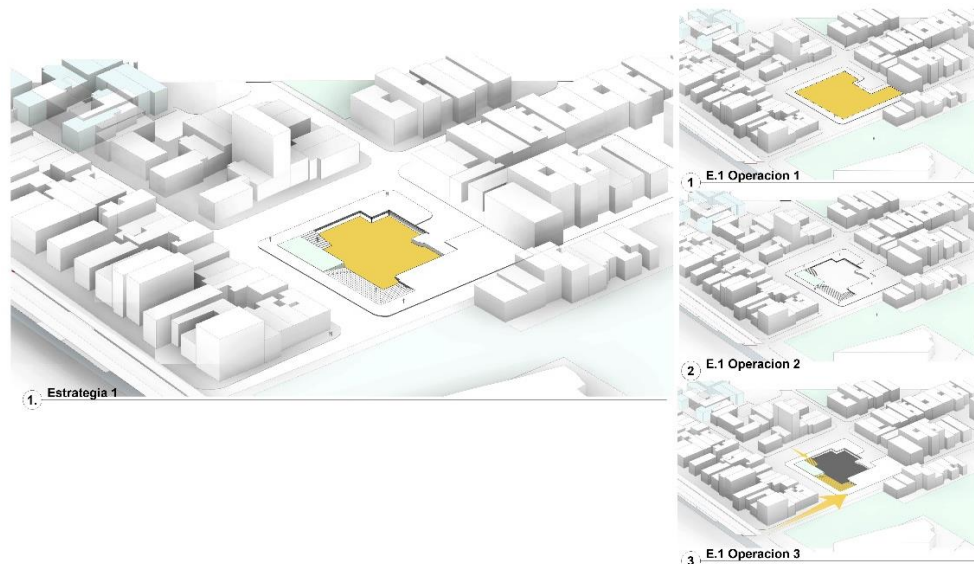 1. Estrategia 1
1 E.1 Operacion 1
2 E.1 Operacion 2
3 E.1 Operacion 3